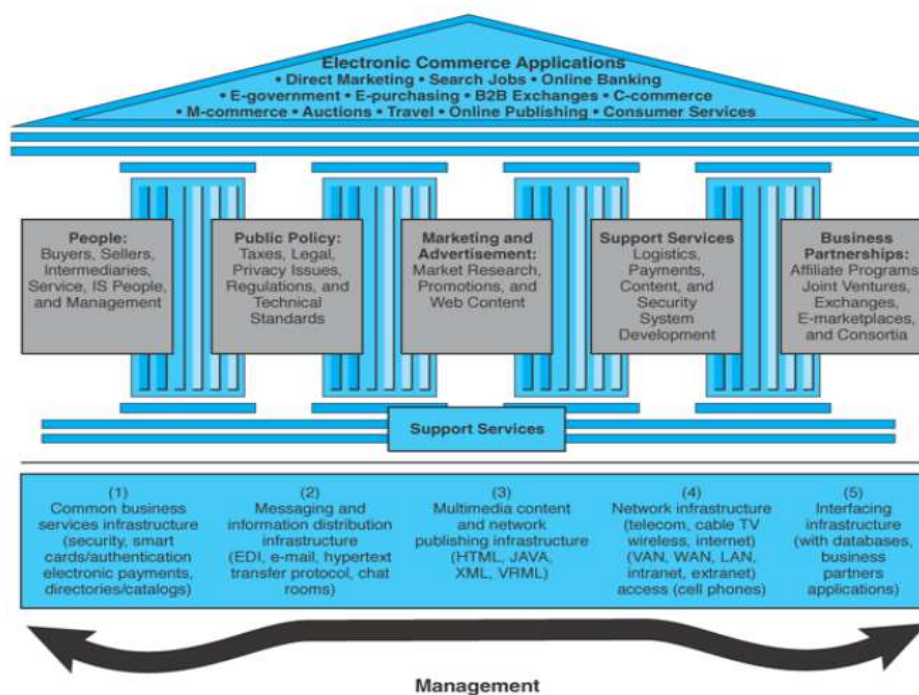 Electronic Commerce Applications
• Direct Marketing • Search Jobs • Online Banking
• E-government • E-purchasing • B2B Exchanges • C-commerce
• M-commerce • Auctions • Travel • Online Publishing • Consumer Services
People:
Buyers, Sellers,
Intermediaries,
Service, IS People,
and Management
Public Policy:
Taxes, Legal,
Privacy Issues,
Regulations, and
Technical
Standards
Marketing and
Advertisement:
Market Research,
Promotions, and
Web Content
Support Services
Logistics,
Payments,
Content, and
Security
System
Development
Business
Partnerships:
Affiliate Programs,
Joint Ventures,
Exchanges,
E-marketplaces,
and Consortia
Support Services
(1)
Common business
services infrastructure
(security, smart
cards/authentication
electronic payments,
directories/catalogs)
(2)
Messaging and
information distribution
infrastructure
(EDI, e-mail, hypertext
transfer protocol, chat
rooms)
(3)
Multimedia content
and network
publishing infrastructure
(HTML, JAVA,
XML, VRML)
(4)
Network infrastructure
(telecom, cable TV
wireless, internet)
(VAN, WAN, LAN,
intranet, extranet)
access (cell phones)
(5)
Interfacing
infrastructure
(with databases,
business
partners
applications)
Management